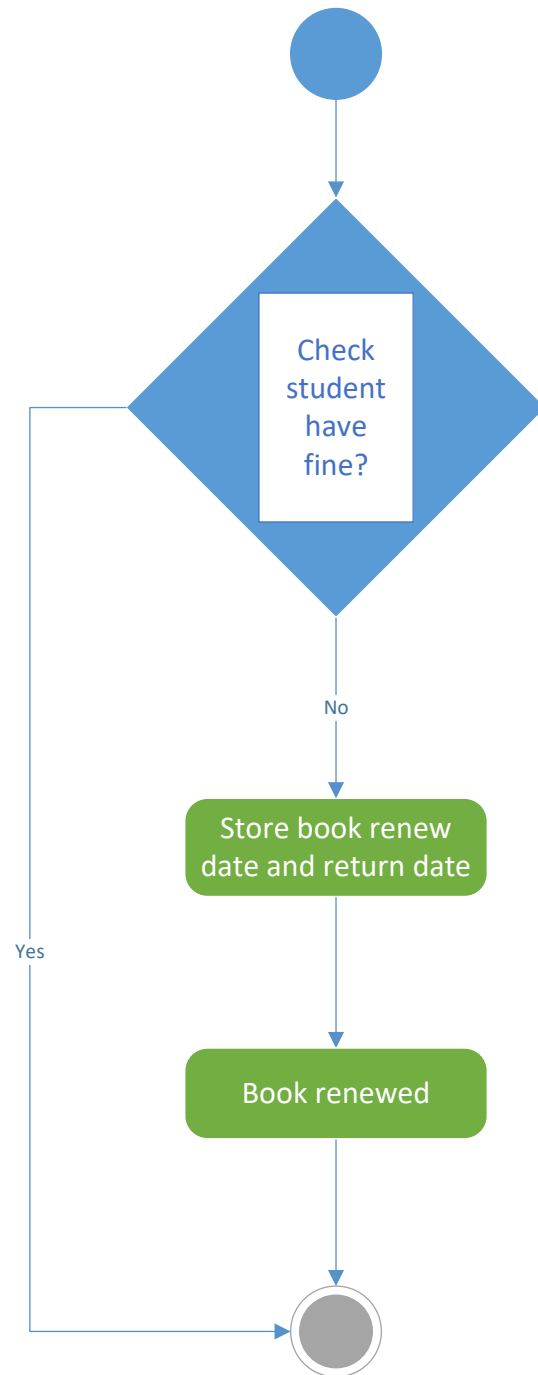 Check
student
have
fine?
No
Store book renew
date and return date
Yes
Book renewed